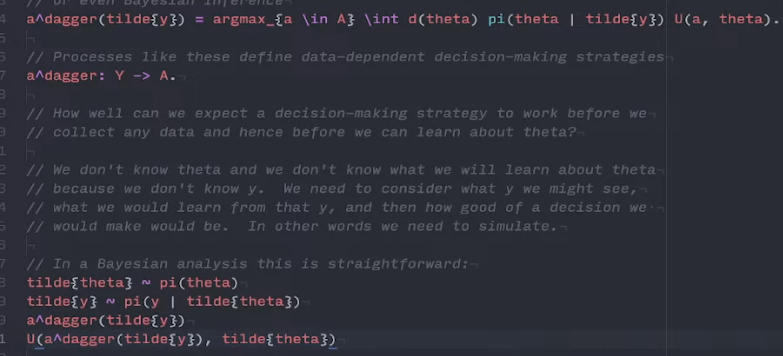 // or even Bayesian inference
a^dagger(tilde{y}) = argmax_{a \in A} \int d(theta) pi(theta | tilde{y}) U(a, theta).
// Processes like these define data-dependent decision-making strategies
a^dagger: Y -> A.
// How well can we expect a decision-making strategy to work before we
// collect any data and hence before we can learn about theta?
// We don't know theta and we don't know what we will learn about theta
// because we don't know y.  We need to consider what y we might see,
// what we would learn from that y, and then how good of a decision we
// would make would be.  In other words we need to simulate.
// In a Bayesian analysis this is straightforward:
tilde{theta} ~ pi(theta)
tilde{y} ~ pi(y | tilde{theta})
a^dagger(tilde{y})
U(a^dagger(tilde{y}), tilde{theta})